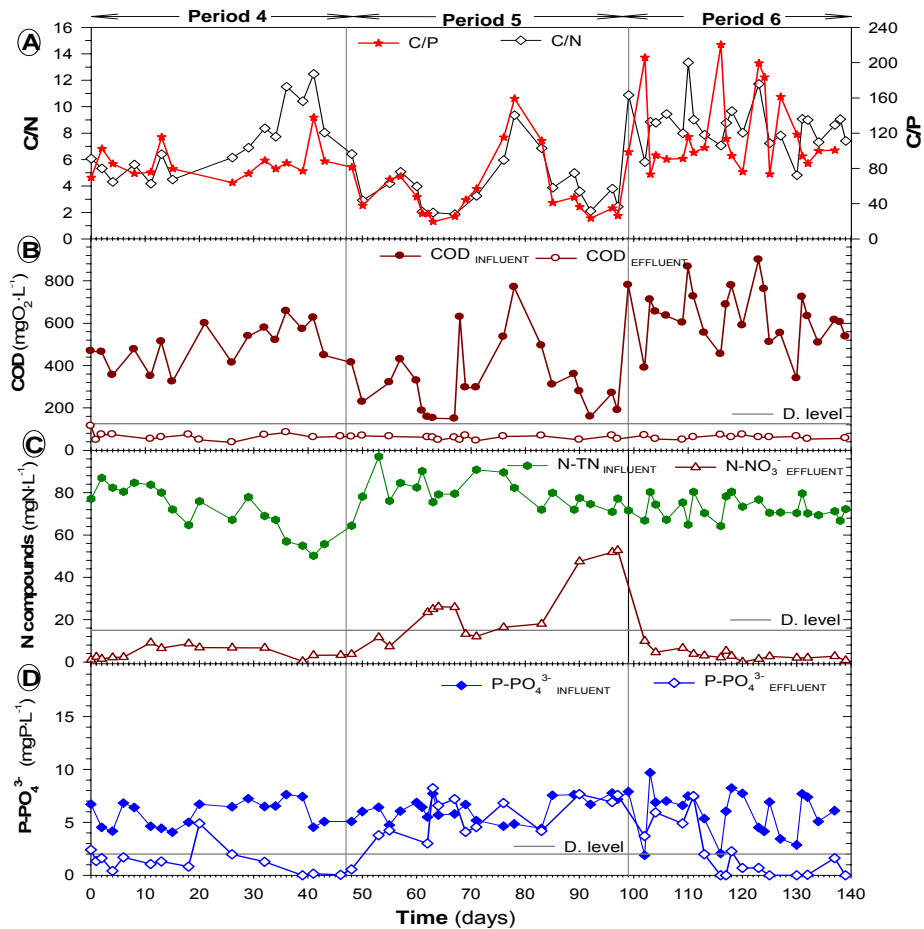 Period 4 Period 5 Period 6
A
16 14 12 10 8 6 4 2 0
C/N
C/P C/N
240 200 160 120 80 40 0
C/P
B
800 600 400 200
COD (mgO₂·L⁻¹)
COD INFLUENT COD EFFLUENT
D. level
C
80 60 40 20 0
N compounds (mgN·L⁻¹)
N-TN INFLUENT N-NO₃⁻ EFFLUENT
D. level
D
15 10 5 0
P-PO₄³⁻ (mgP·L⁻¹)
P-PO₄³⁻ INFLUENT P-PO₄³⁻ EFFLUENT
D. level
0 10 20 30 40 50 60 70 80 90 100 110 120 130 140
Time (days)